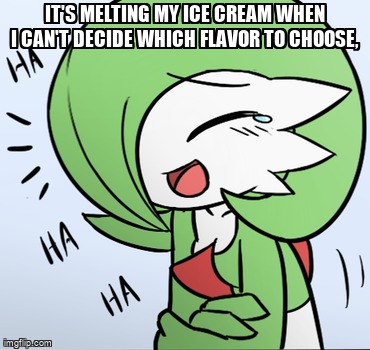 IT'S MELTING MY ICE CREAM WHEN
I CAN'T DECIDE WHICH FLAVOR TO CHOOSE,
HA
HA
HA
imgflip.com